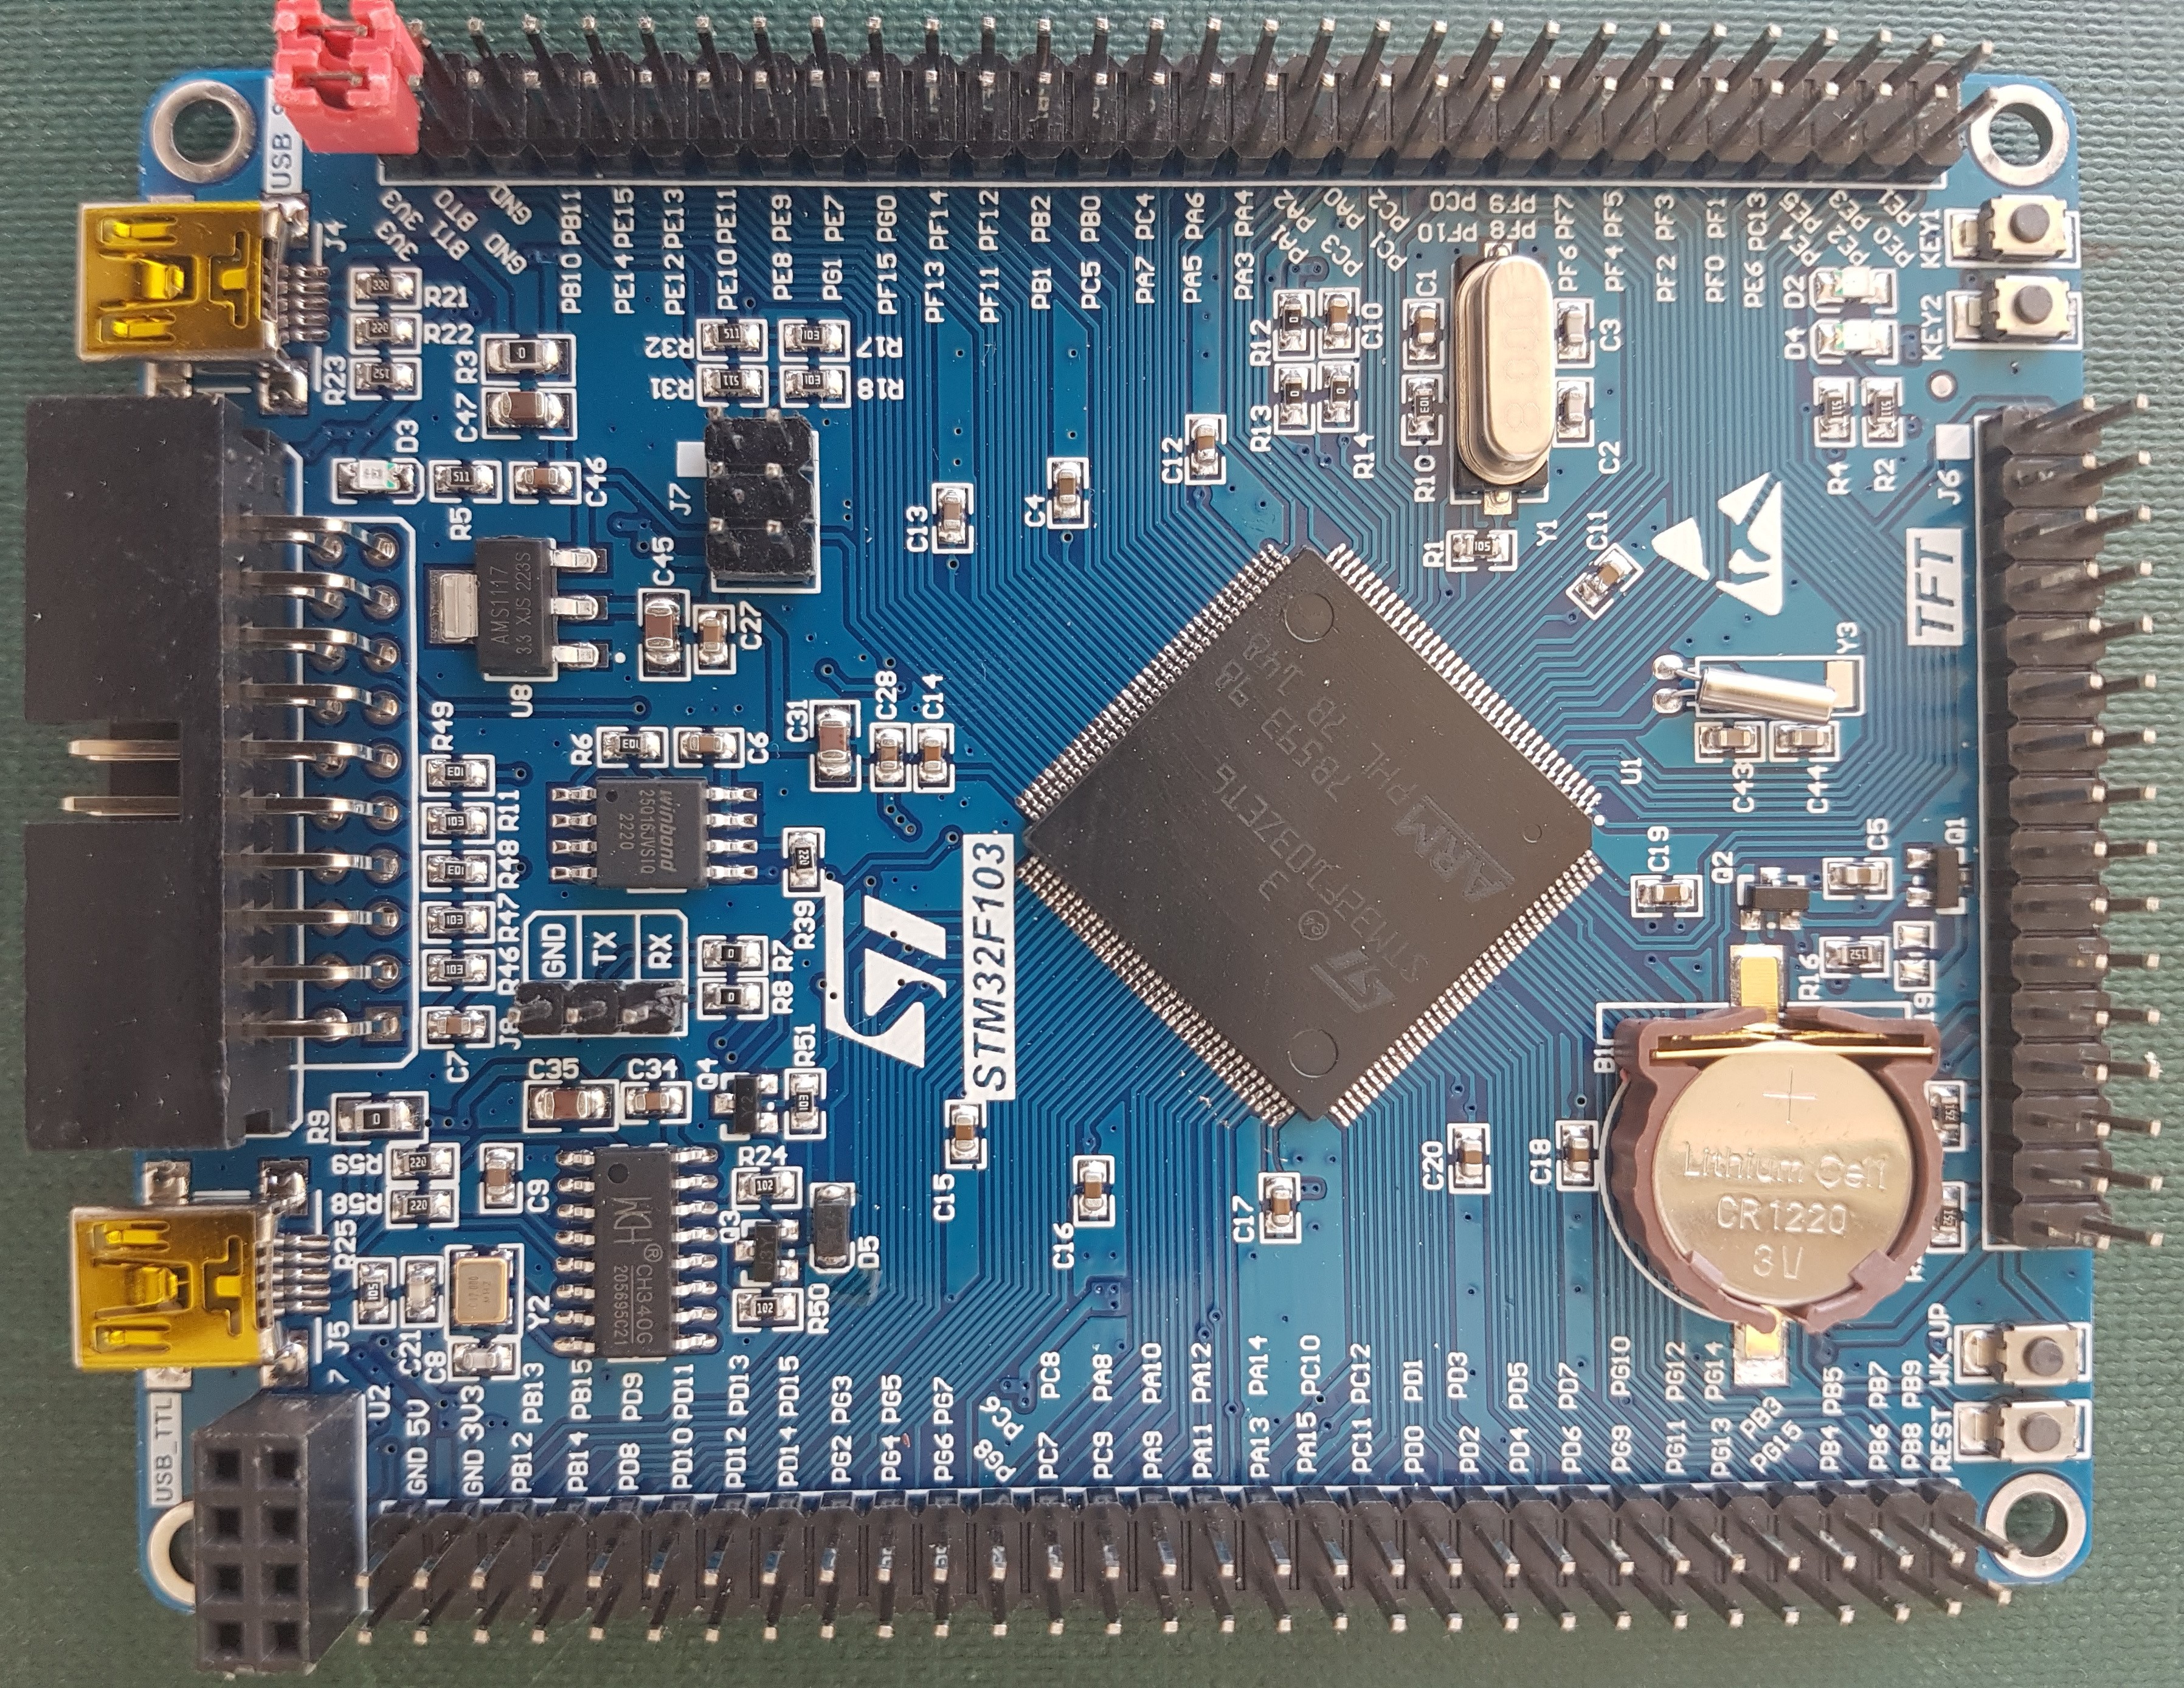 USB
J4
3V3 3V3
BT1 BT0
GND GND
PB10 PB11
PE14 PE15
PE12 PE13
PE10 PE11
PE8 PE9
PG1 PE7
PF15 PG0
PF13 PF14
PF11 PF12
PB1 PB2
PC5 PB0
PA7 PC4
PA5 PA6
PA3 PA4
PA1 PA2
PC3 PA0
PC1 PC2
PF10 PC0
PF8 PF9
PF6 PF7
PF4 PF5
PF2 PF3
PF0 PF1
PE6 PC13
PE4 PE5
PE2 PE3
PE0 PE1
KEY1
KEY2
D2
D4
R21
R22
R23
R3
C47
R32
R31
R17
R18
R12
R13
C10
R14
C1
R10
C3
C2
R4
R2
D3
R5
C46
J7
C13
C4
C12
R1
Y1
C11
J6
TFT
AMS1117
3.3 XJS 223S
U8
C45
C27
R49
R11
R48
R47
R46
R6
C6
C31
C28
C14
winbond
25Q16JVSIQ
2220
R39
GND
TX
RX
R7
R8
C7
STM32F103
ARM
STM32F103ZET6
PHL 7B
7B593
U1
Y3
C43
C44
C19
Q2
C5
Q1
R16
B1
Lithium Cell
CR1220
3V
R9
C35
C34
Q4
R51
R59
R58
R25
C9
R24
Q3
D5
R50
C21
C8
Y2
CH340G
205695C21
C15
C16
C17
C20
C18
J5
USB_TTL
U2
GND 5V
GND 3V3
PB12 PB13
PB14 PB15
PD8 PD9
PD10 PD11
PD12 PD13
PD14 PD15
PG2 PG3
PG4 PG5
PG6 PG7
PG8 PC6
PC7 PC8
PC9 PA8
PA9 PA10
PA11 PA12
PA13 PA14
PA15 PC10
PC11 PC12
PD0 PD1
PD2 PD3
PD4 PD5
PD6 PD7
PG9 PG10
PG11 PG12
PG13 PG14
PG15 PB3
PB4 PB5
PB6 PB7
PB8 PB9
WK_UP
REST